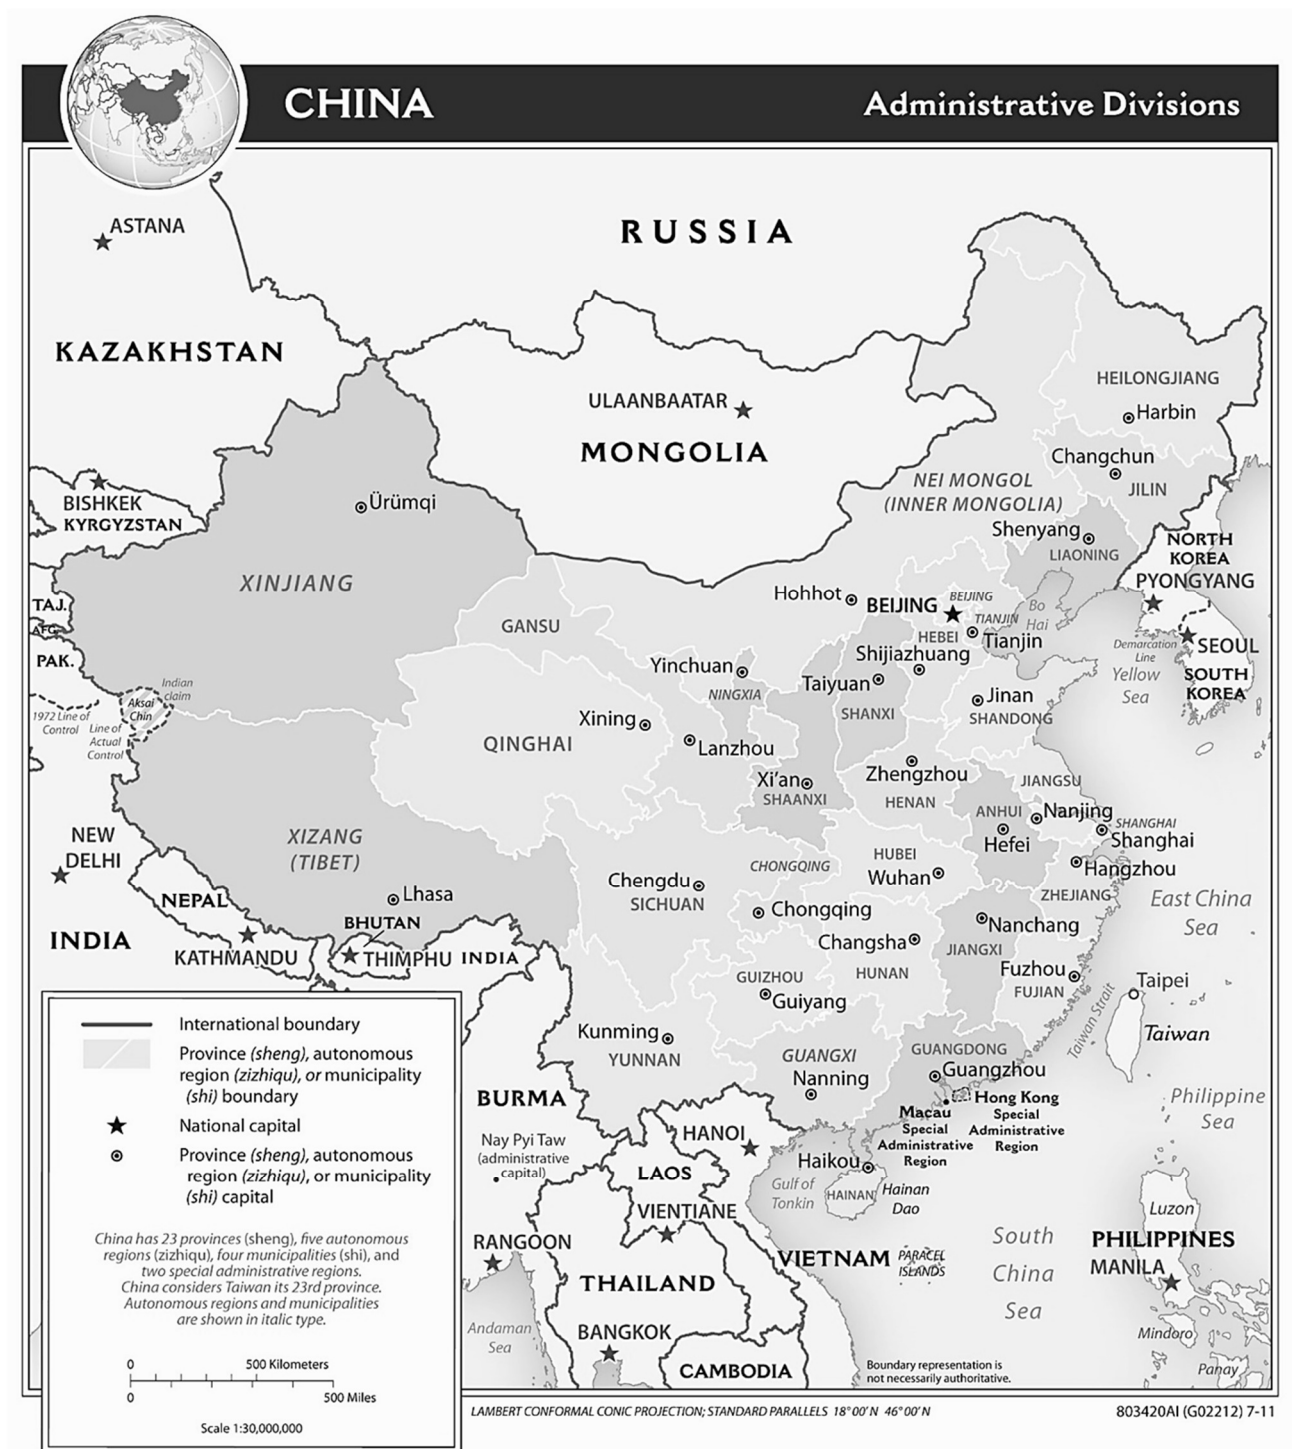 CHINA
Administrative Divisions
ASTANA
RUSSIA
KAZAKHSTAN
HEILONGJIANG
ULAANBAATAR
Harbin
MONGOLIA
Changchun
NEI MONGOL
(INNER MONGOLIA)
JILIN
BISHKEK
KYRGYZSTAN
Ürümqi
Shenyang
LIAONING
NORTH
KOREA
PYONGYANG
XINJIANG
Hohhot
BEIJING
BEIJING
TIANJIN
Bo
Hai
TAJ.
AFG.
GANSU
HEBEI
Tianjin
Demarcation
Line
SEOUL
PAK.
Shijiazhuang
Yinchuan
Yellow
Sea
SOUTH
KOREA
Indian
claim
Aksai
Chin
NINGXIA
Taiyuan
SHANXI
Jinan
SHANDONG
1972 Line of
Control
Line of
Actual
Control
QINGHAI
Xining
Lanzhou
Xi'an
SHAANXI
Zhengzhou
HENAN
JIANGSU
ANHUI
Nanjing
SHANGHAI
Shanghai
Hefei
NEW
DELHI
XIZANG
(TIBET)
CHONGQING
HUBEI
Wuhan
Hangzhou
ZHEJIANG
Lhasa
Chengdu
SICHUAN
East China
Sea
NEPAL
BHUTAN
Chongqing
Nanchang
JIANGXI
INDIA
KATHMANDU
THIMPHU
INDIA
Changsha
HUNAN
Fuzhou
FUJIAN
GUIZHOU
Guiyang
Taipei
Taiwan Strait
Taiwan
Kunming
YUNNAN
GUANGXI
Nanning
GUANGDONG
Guangzhou
BURMA
Macau
Special
Administrative
Region
Hong Kong
Special
Administrative
Region
Philippine
Sea
Nay Pyi Taw
(administrative
capital)
HANOI
LAOS
Haikou
Gulf of
Tonkin
HAINAN
Hainan
Dao
VIENTIANE
Luzon
RANGOON
VIETNAM
PARACEL
ISLANDS
South
China
Sea
PHILIPPINES
MANILA
THAILAND
Andaman
Sea
BANGKOK
CAMBODIA
Mindoro
Panay
Boundary representation is
not necessarily authoritative.
International boundary
Province (sheng), autonomous
region (zizhiqu), or municipality
(shi) boundary
National capital
Province (sheng), autonomous
region (zizhiqu), or municipality
(shi) capital
China has 23 provinces (sheng), five autonomous
regions (zizhiqu), four municipalities (shi), and
two special administrative regions.
China considers Taiwan its 23rd province.
Autonomous regions and municipalities
are shown in italic type.
0 500 Kilometers
0 500 Miles
Scale 1:30,000,000
LAMBERT CONFORMAL CONIC PROJECTION; STANDARD PARALLELS 18°00'N 46°00'N
803420AI (G02212) 7-11